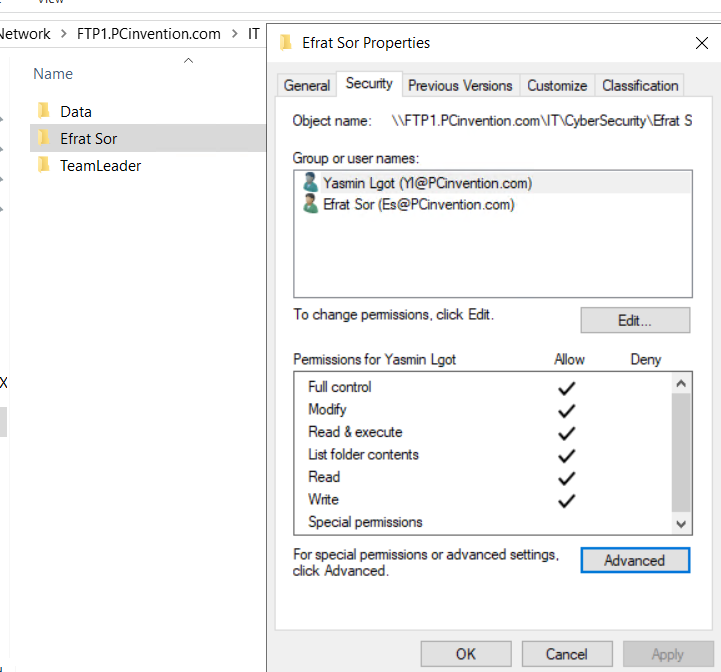 Network > FTP1.PCinvention.com > IT
Name
Data
Efrat Sor
TeamLeader
Efrat Sor Properties
General Security Previous Versions Customize Classification
Object name: \\FTP1.PCinvention.com\IT\CyberSecurity\Efrat S
Group or user names:
Yasmin Lgot (Yl@PCinvention.com)
Efrat Sor (Es@PCinvention.com)
To change permissions, click Edit.
Edit...
Permissions for Yasmin Lgot Allow Deny
Full control
Modify
Read & execute
List folder contents
Read
Write
Special permissions
For special permissions or advanced settings,
click Advanced.
Advanced
OK Cancel Apply